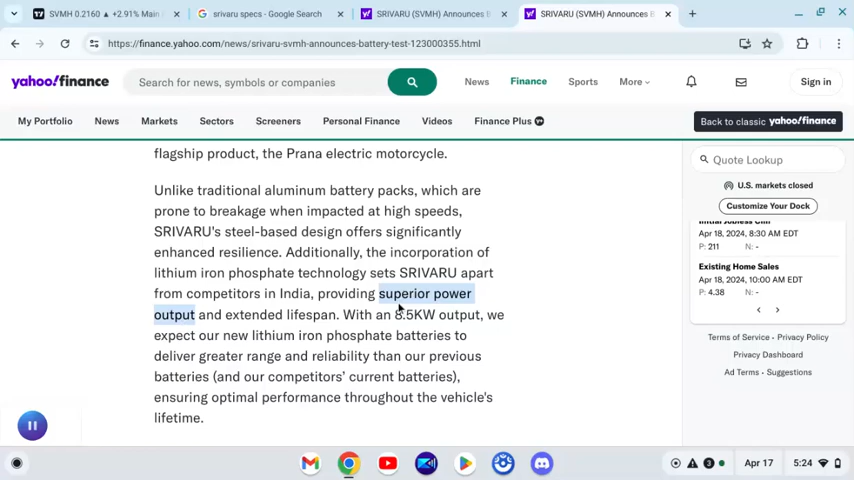 SVMH 0.2160 ▲ +2.91% Main
srivaru specs - Google Search
SRIVARU (SVMH) Announces B
SRIVARU (SVMH) Announces B
https://finance.yahoo.com/news/srivaru-svmh-announces-battery-test-123000355.html
yahoo!finance
Search for news, symbols or companies
News
Finance
Sports
More
Sign in
My Portfolio
News
Markets
Sectors
Screeners
Personal Finance
Videos
Finance Plus
Back to classic yahoo!finance
flagship product, the Prana electric motorcycle.
Unlike traditional aluminum battery packs, which are
prone to breakage when impacted at high speeds,
SRIVARU's steel-based design offers significantly
enhanced resilience. Additionally, the incorporation of
lithium iron phosphate technology sets SRIVARU apart
from competitors in India, providing superior power
output and extended lifespan. With an 8.5KW output, we
expect our new lithium iron phosphate batteries to
deliver greater range and reliability than our previous
batteries (and our competitors' current batteries),
ensuring optimal performance throughout the vehicle's
lifetime.
Quote Lookup
U.S. markets closed
Customize Your Dock
Initial Jobless Clm
Apr 18, 2024, 8:30 AM EDT
P: 211 N: -
Existing Home Sales
Apr 18, 2024, 10:00 AM EDT
P: 4.38 N: -
Terms of Service • Privacy Policy
Privacy Dashboard
Ad Terms • Suggestions
3
Apr 17
5:24